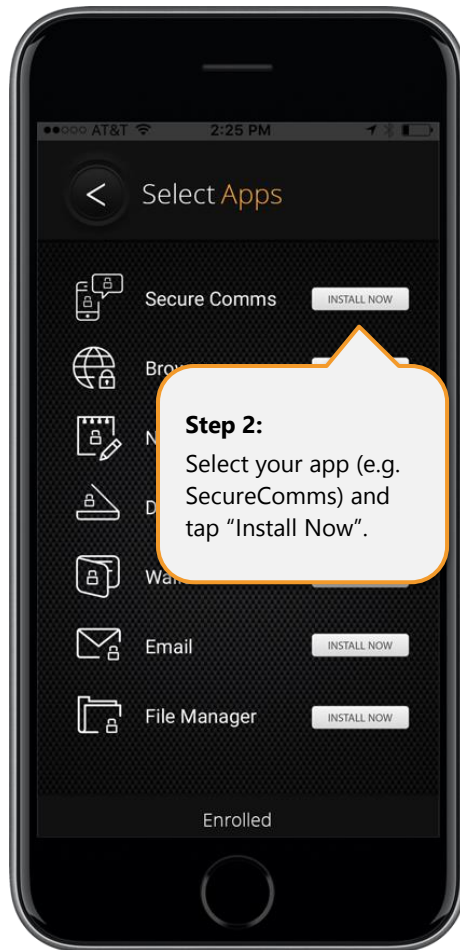 AT&T 2:25 PM
Select Apps
Secure Comms INSTALL NOW
Step 2:
Select your app (e.g.
SecureComms) and
tap “Install Now”.
Email INSTALL NOW
File Manager INSTALL NOW
Enrolled